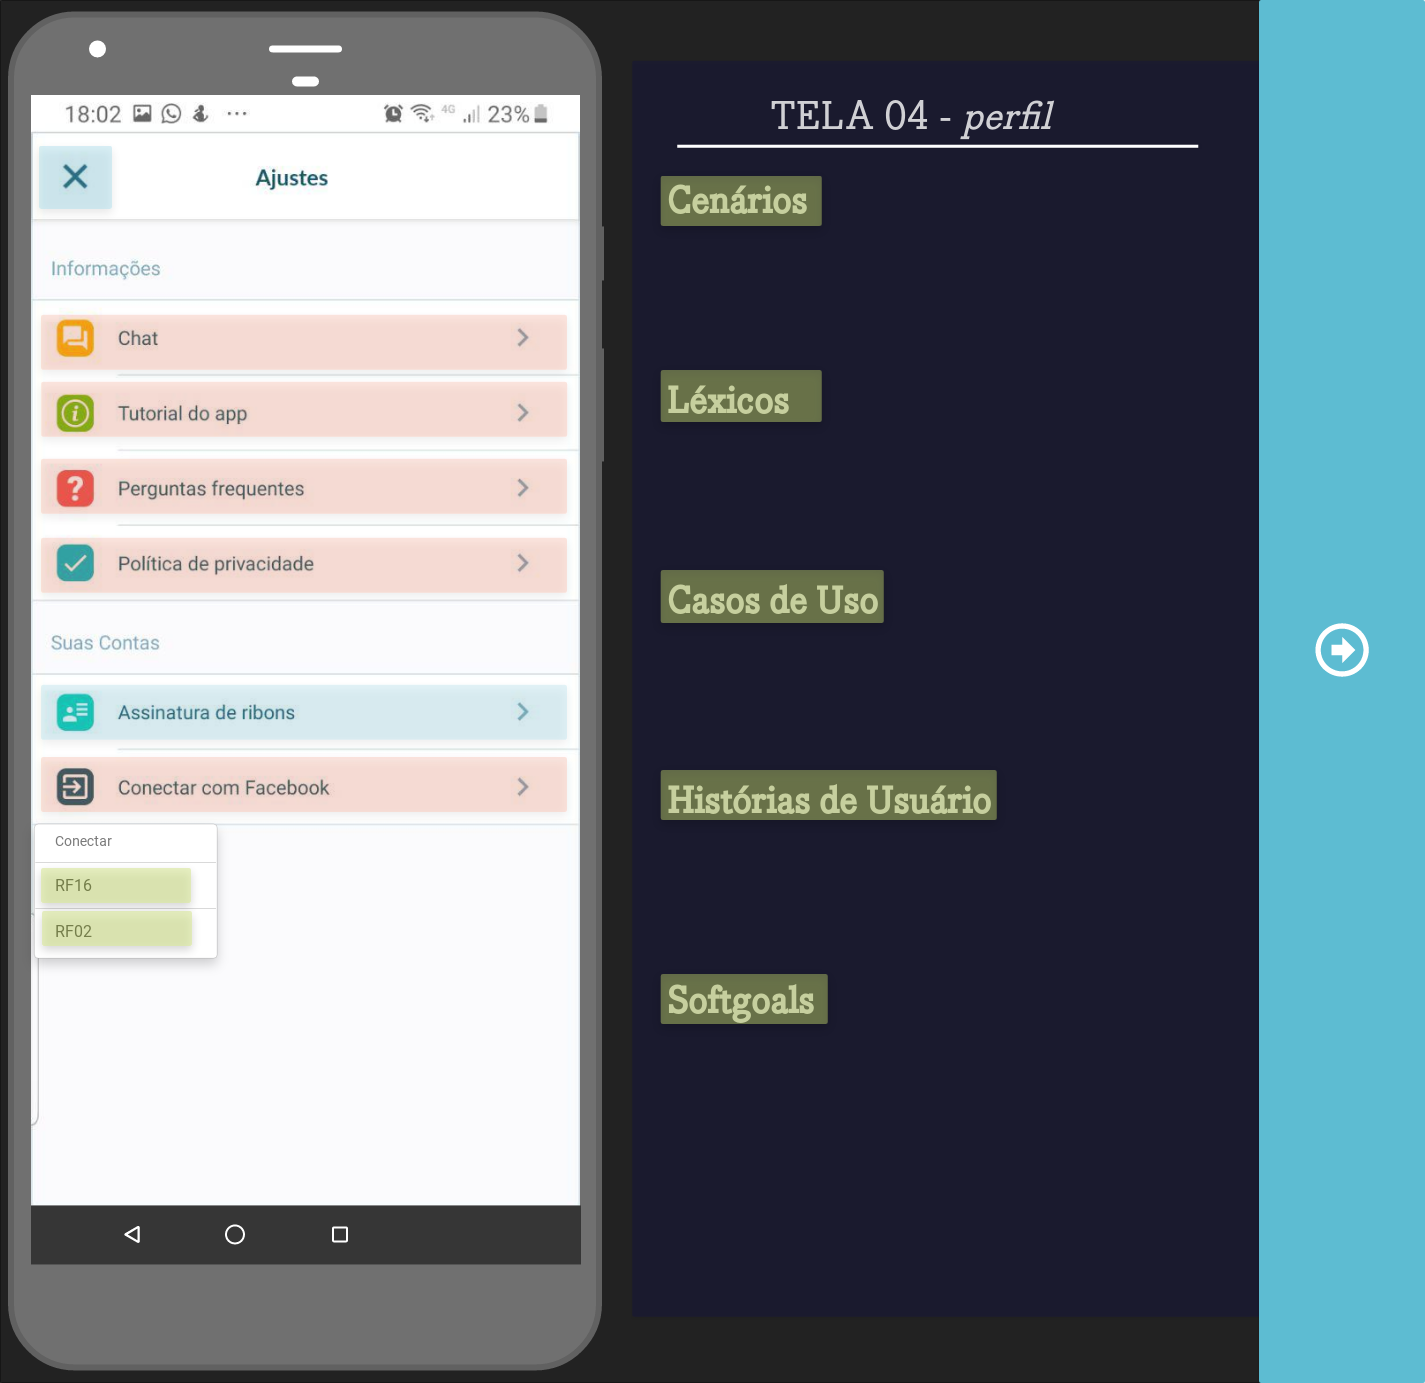 18:02 ... 4G 23%
Ajustes
Informações
Chat
Tutorial do app
Perguntas frequentes
Política de privacidade
Suas Contas
Assinatura de ribons
Conectar com Facebook
Conectar
RF16
RF02
TELA 04 - perfil
Cenários
Léxicos
Casos de Uso
Histórias de Usuário
Softgoals